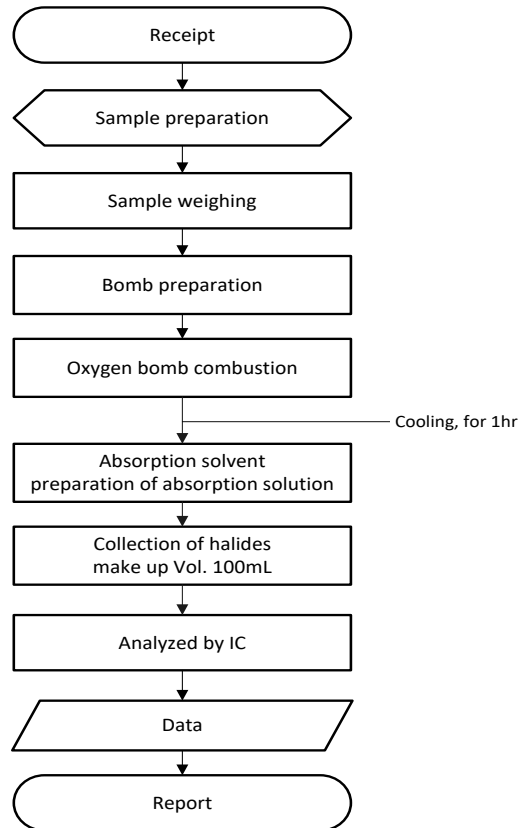 Receipt
Sample preparation
Sample weighing
Bomb preparation
Oxygen bomb combustion
Cooling, for 1hr
Absorption solvent
preparation of absorption solution
Collection of halides
make up Vol. 100mL
Analyzed by IC
Data
Report